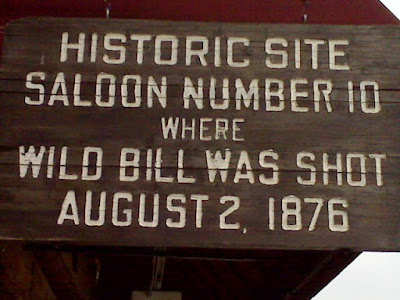 HISTORIC SITE
SALOON NUMBER 10
WHERE
WILD BILL WAS SHOT
AUGUST 2, 1876